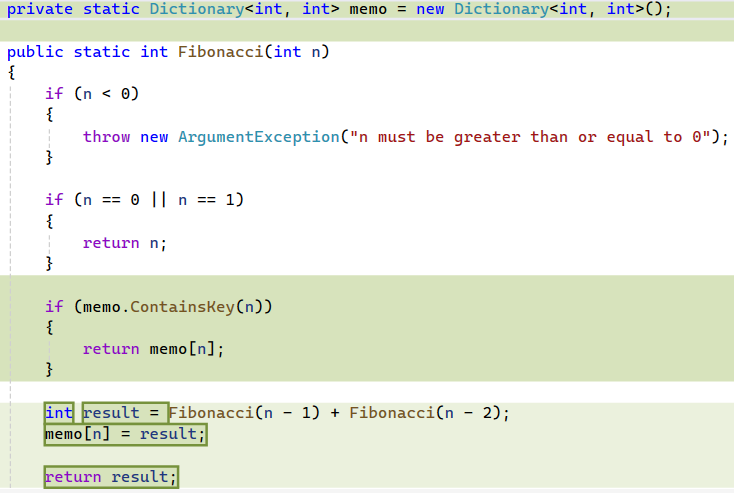 private static Dictionary<int, int> memo = new Dictionary<int, int>();
public static int Fibonacci(int n)
{
if (n < 0)
{
throw new ArgumentException("n must be greater than or equal to 0");
}
if (n == 0 || n == 1)
{
return n;
}
if (memo.ContainsKey(n))
{
return memo[n];
}
int result = Fibonacci(n - 1) + Fibonacci(n - 2);
memo[n] = result;
return result;